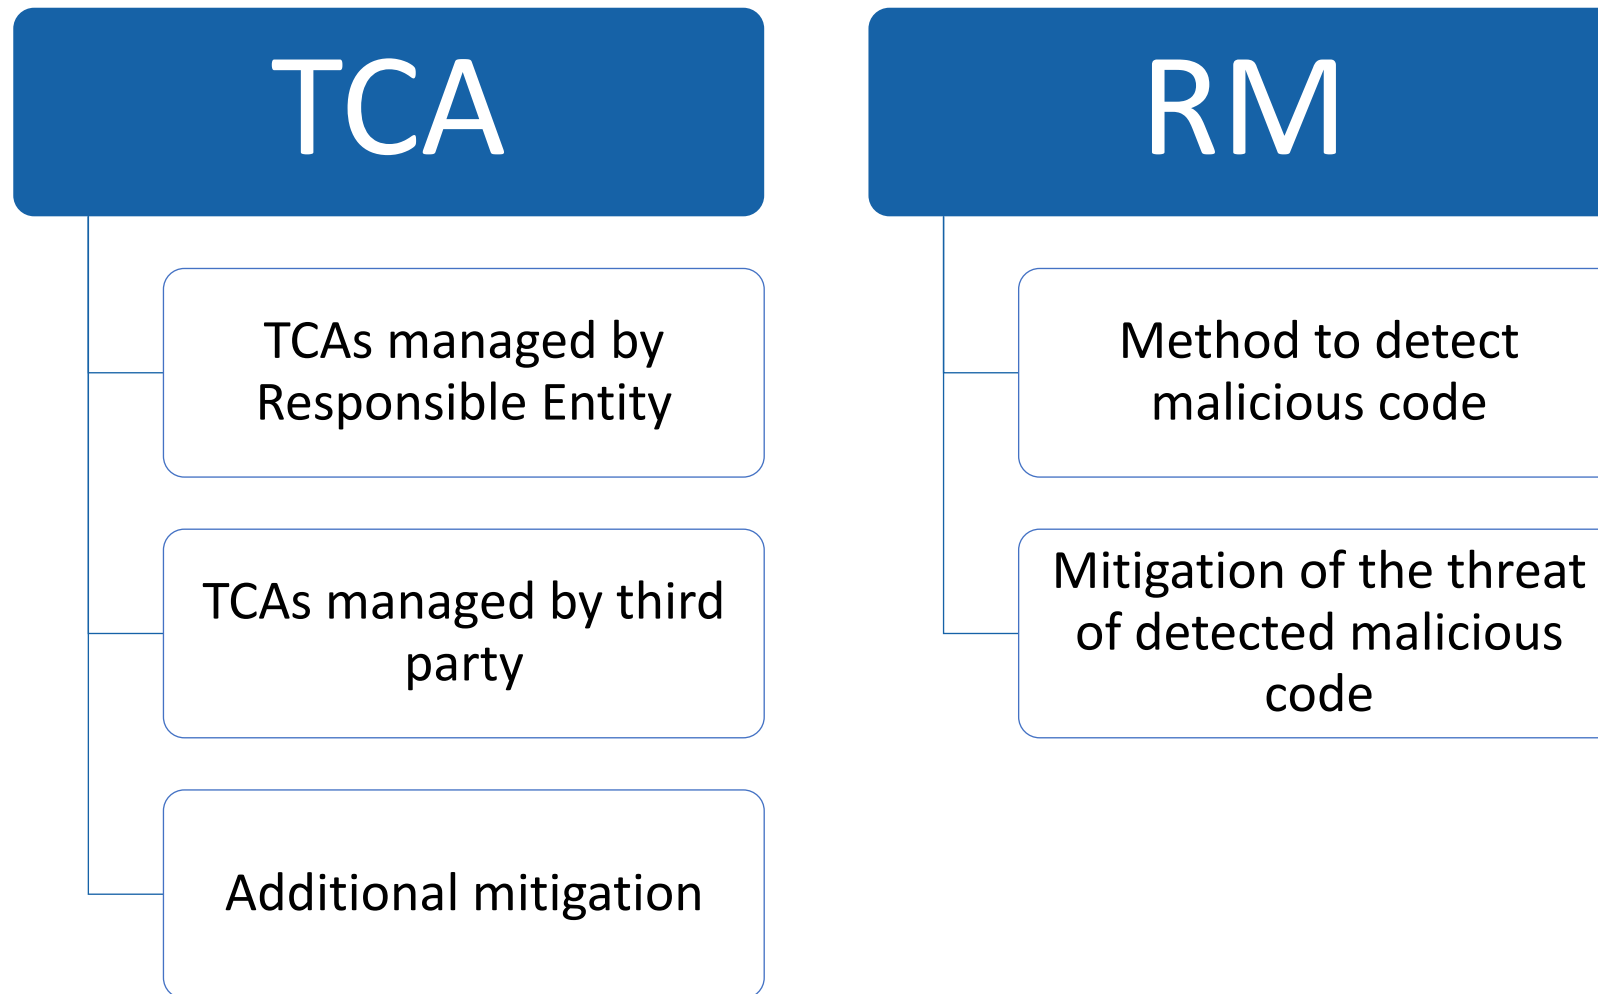 TCA
TCAs managed by
Responsible Entity
TCAs managed by third
party
Additional mitigation
RM
Method to detect
malicious code
Mitigation of the threat
of detected malicious
code